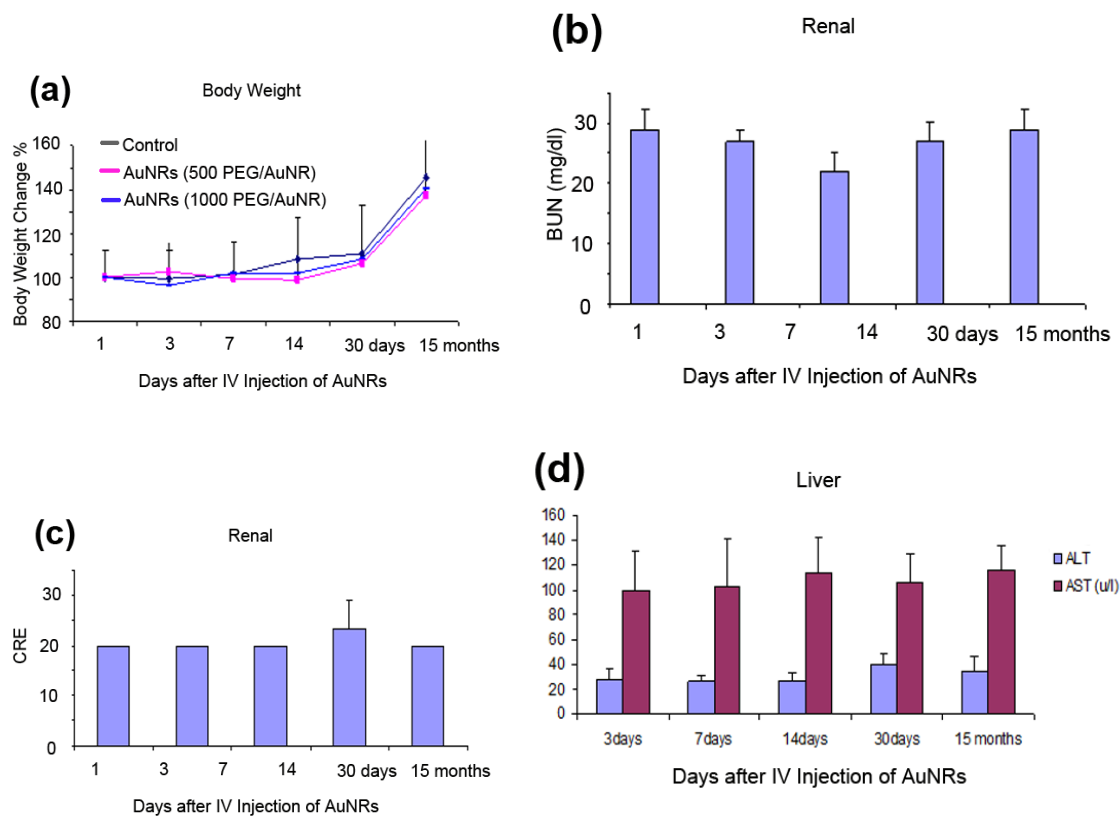 (a)
Body Weight
Body Weight Change %
160
140
120
100
80
Control
AuNRs (500 PEG/AuNR)
AuNRs (1000 PEG/AuNR)
1 3 7 14 30 days 15 months
Days after IV Injection of AuNRs
(b)
Renal
BUN (mg/dl)
30
20
10
0
1 3 7 14 30 days 15 months
Days after IV Injection of AuNRs
(c)
Renal
CRE
30
20
10
0
1 3 7 14 30 days 15 months
Days after IV Injection of AuNRs
(d)
Liver
160
140
120
100
80
60
40
20
0
ALT
AST (u/l)
3days 7days 14days 30days 15 months
Days after IV Injection of AuNRs